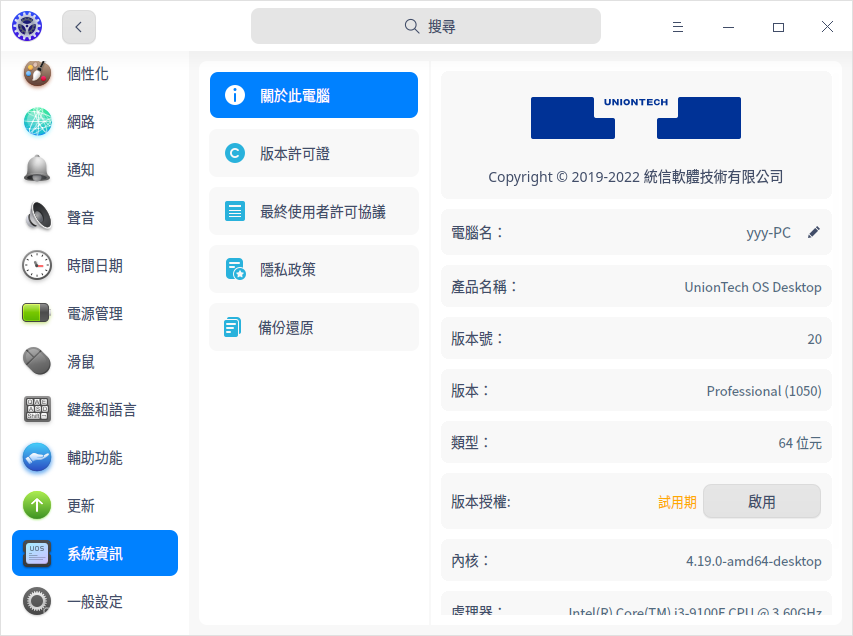 搜尋
個性化
網路
通知
聲音
時間日期
電源管理
滑鼠
鍵盤和語言
輔助功能
更新
UOS
系統資訊
一般設定
關於此電腦
版本許可證
最終使用者許可協議
隱私政策
備份還原
UNIONTECH
Copyright © 2019-2022 統信軟體技術有限公司
電腦名： yyy-PC
產品名稱： UnionTech OS Desktop
版本號： 20
版本： Professional (1050)
類型： 64 位元
版本授權: 試用期 啟用
內核： 4.19.0-amd64-desktop
處理器： Intel(R) Core(TM) i3-9100F CPU @ 3.60GHz